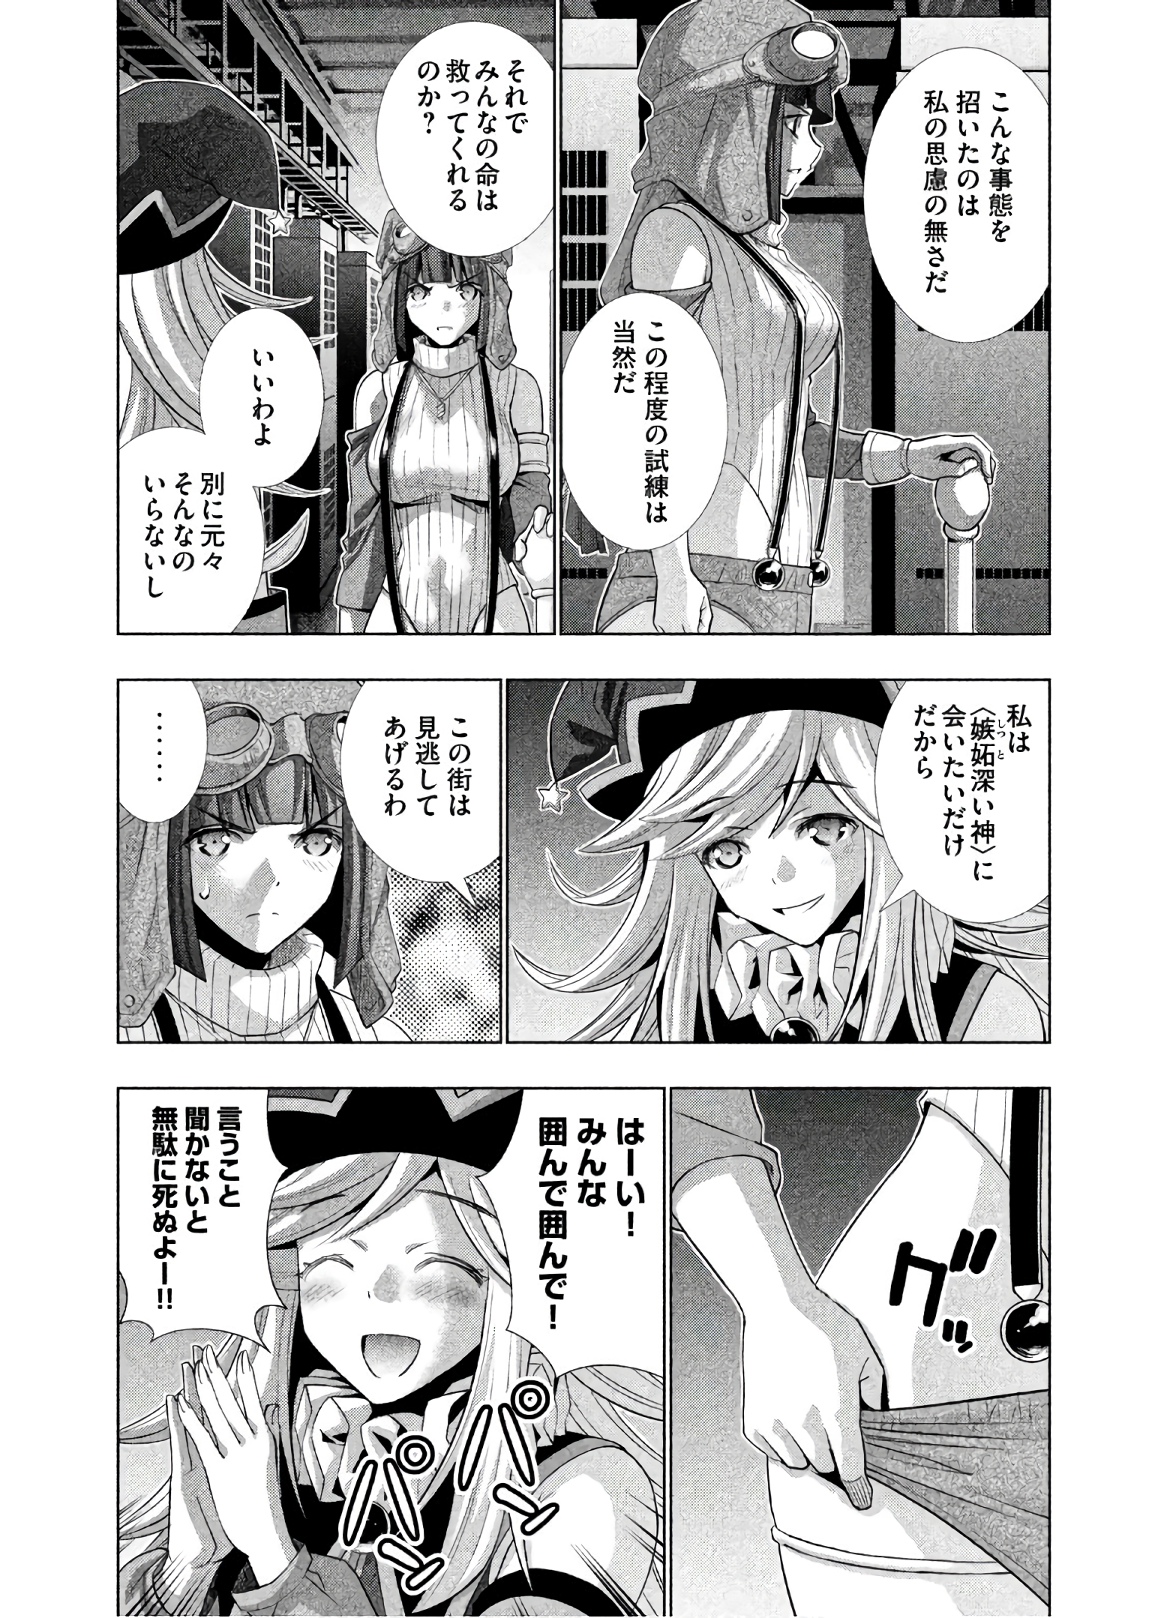 こんな事態を
招いたのは
私の思慮の無さだ
この程度の試練は
当然だ
それで
みんなの命は
救ってくれる
のか？
いいわよ
別に元々
そんなの
いらないし
私は
〈嫉妬深い神〉に
しっと
会いたいだけ
だから
この街は
見逃して
あげるわ
‥‥‥
グッ
はーい！
みんな
囲んで囲んで！
言うこと
聞かないと
無駄に死ぬよー!!
パン
パン